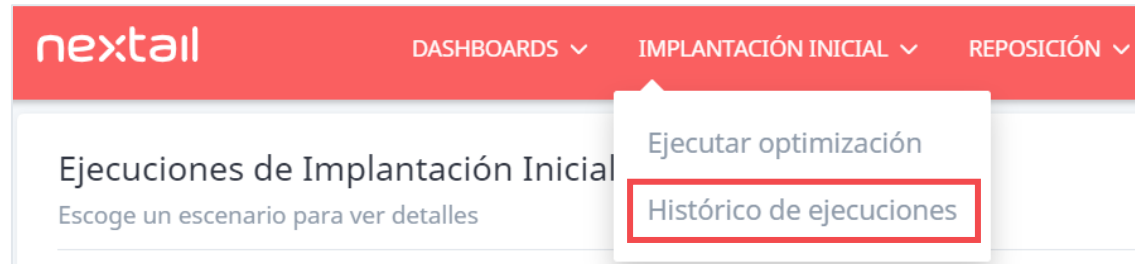 nextail DASHBOARDS IMPLANTACIÓN INICIAL REPOSICIÓN
Ejecutar optimización
Ejecuciones de Implantación Inicial
Histórico de ejecuciones
Escoge un escenario para ver detalles